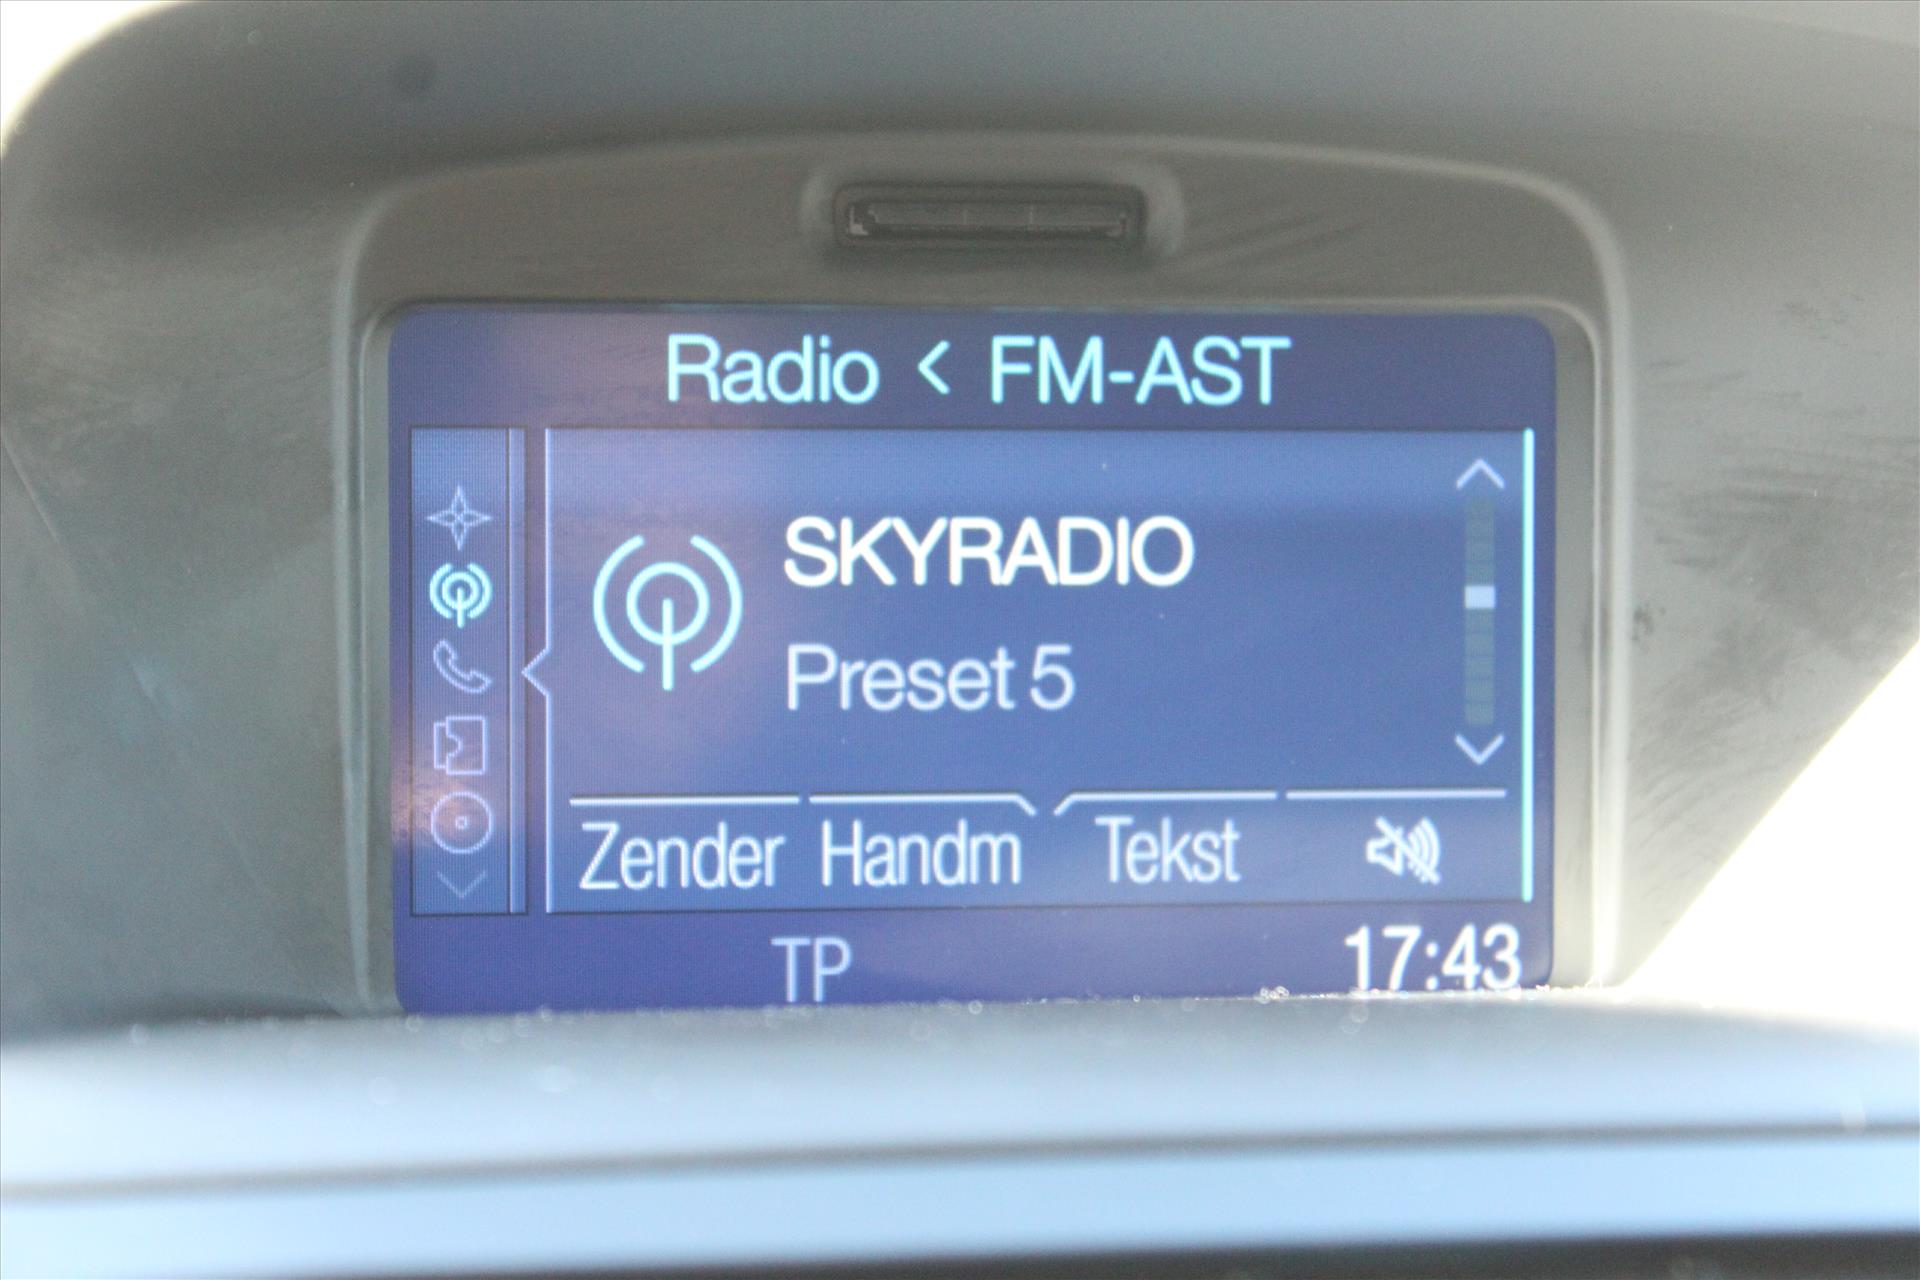 Radio < FM-AST
SKYRADIO
Preset 5
Zender Handm Tekst
TP 17:43